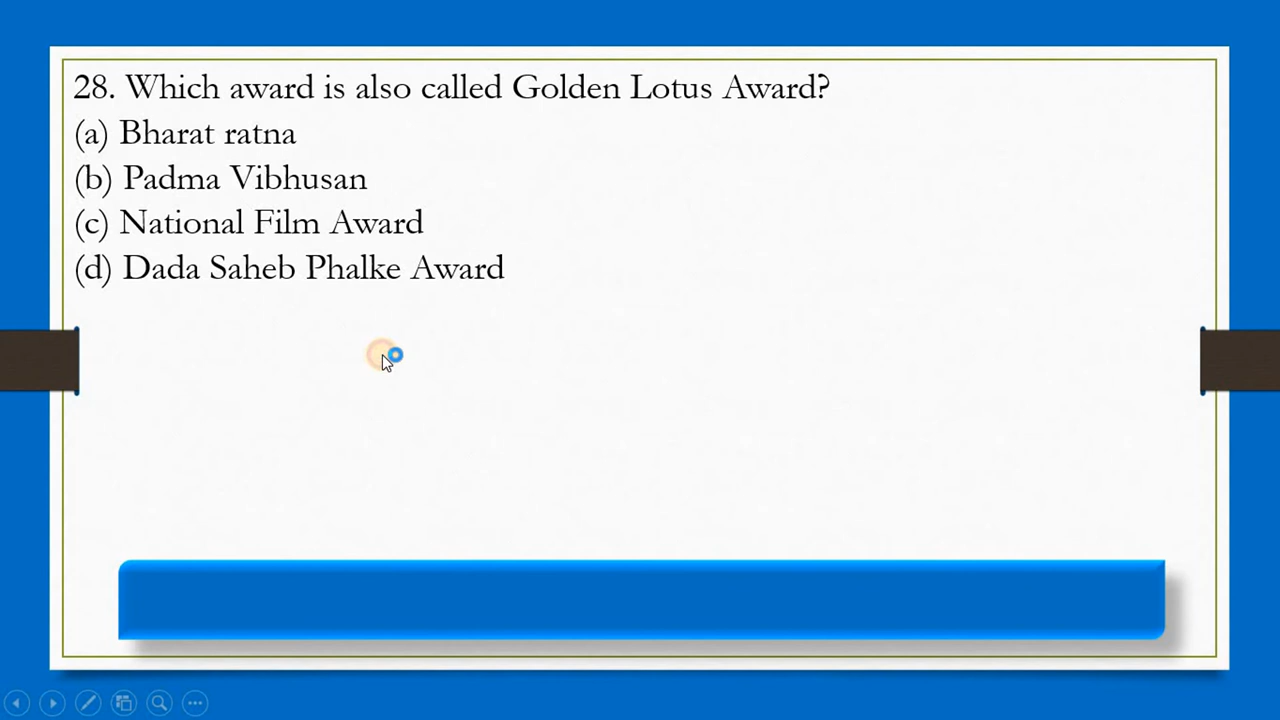 28. Which award is also called Golden Lotus Award?
(a) Bharat ratna
(b) Padma Vibhusan
(c) National Film Award
(d) Dada Saheb Phalke Award